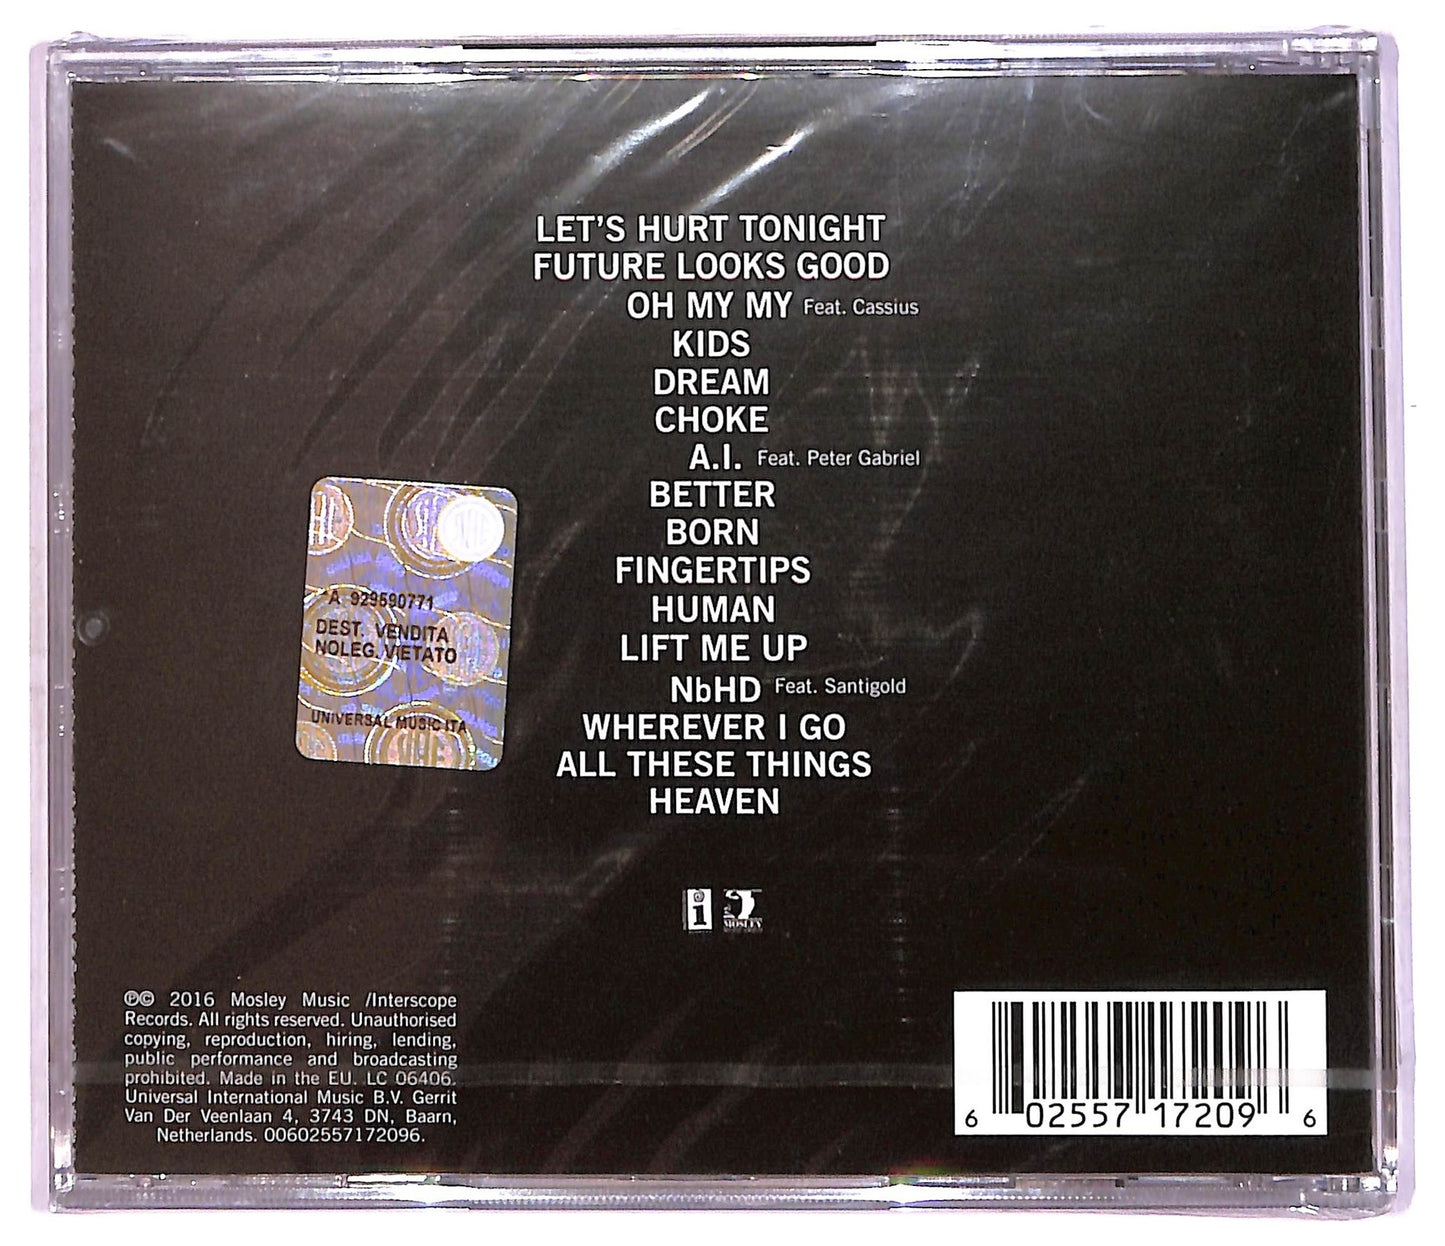 LET'S HURT TONIGHT
FUTURE LOOKS GOOD
OH MY MY Feat. Cassius
KIDS
DREAM
CHOKE
A.I. Feat. Peter Gabriel
BETTER
BORN
FINGERTIPS
HUMAN
LIFT ME UP
NbHD Feat. Santigold
WHEREVER I GO
ALL THESE THINGS
HEAVEN
A 929590771
DEST. VENDITA
NOLEG. VIETATO
UNIVERSAL MUSIC ITA
i
MOSLEY
℗© 2016 Mosley Music /Interscope
Records. All rights reserved. Unauthorised
copying, reproduction, hiring, lending,
public performance and broadcasting
prohibited. Made in the EU. LC 06406.
Universal International Music B.V. Gerrit
Van Der Veenlaan 4, 3743 DN, Baarn,
Netherlands. 00602557172096.
6 02557 17209 6